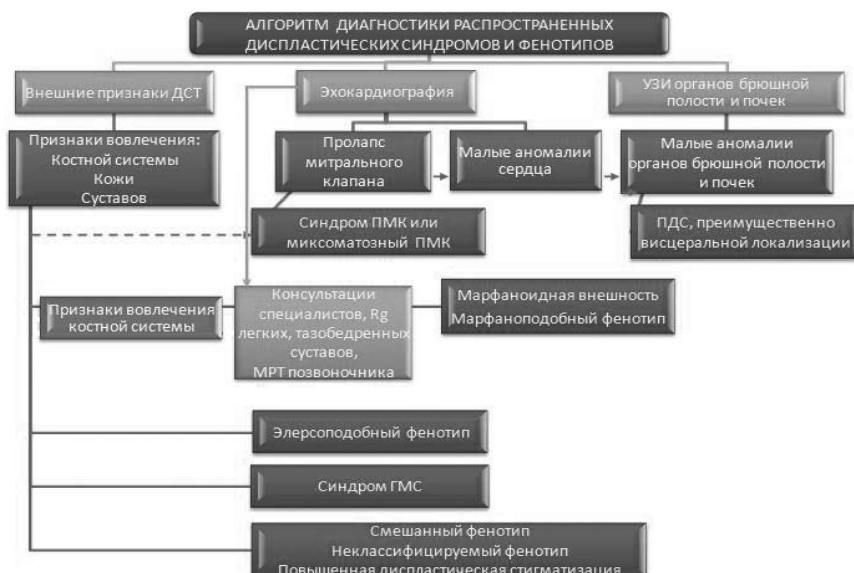 АЛГОРИТМ ДИАГНОСТИКИ РАСПРОСТРАНЕННЫХ
ДИСПЛАСТИЧЕСКИХ СИНДРОМОВ И ФЕНОТИПОВ
Внешние признаки ДСТ
Эхокардиография
УЗИ органов брюшной
полости и почек
Признаки вовлечения:
Костной системы
Кожи
Суставов
Пролапс
митрального
клапана
Малые аномалии
сердца
Малые аномалии
органов брюшной полости
и почек
Синдром ПМК или
миксоматозный ПМК
ПДС, преимущественно
висцеральной локализации
Признаки вовлечения
костной системы
Консультации
специалистов, Rg
легких, тазобедренных
суставов,
МРТ позвоночника
Марфаноидная внешность
Марфаноподобный фенотип
Элерсоподобный фенотип
Синдром ГМС
Смешанный фенотип
Неклассифицируемый фенотип
Повышенная диспластическая стигматизация